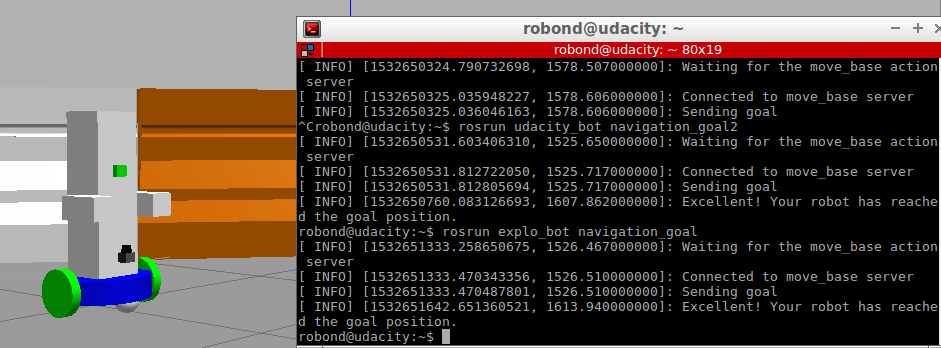 robond@udacity: ~
robond@udacity: ~ 80x19
[ INFO] [1532650324.790732698, 1578.507000000]: Waiting for the move_base action
 server
[ INFO] [1532650325.035948227, 1578.606000000]: Connected to move_base server
[ INFO] [1532650325.036046163, 1578.606000000]: Sending goal
^Crobond@udacity:~$ rosrun udacity_bot navigation_goal2
[ INFO] [1532650531.603406310, 1525.650000000]: Waiting for the move_base action
 server
[ INFO] [1532650531.812722050, 1525.717000000]: Connected to move_base server
[ INFO] [1532650531.812805694, 1525.717000000]: Sending goal
[ INFO] [1532650760.083126693, 1607.862000000]: Excellent! Your robot has reache
d the goal position.
robond@udacity:~$ rosrun explo_bot navigation_goal
[ INFO] [1532651333.258650675, 1526.467000000]: Waiting for the move_base action
 server
[ INFO] [1532651333.470343356, 1526.510000000]: Connected to move_base server
[ INFO] [1532651333.470487801, 1526.510000000]: Sending goal
[ INFO] [1532651642.651360521, 1613.940000000]: Excellent! Your robot has reache
d the goal position.
robond@udacity:~$